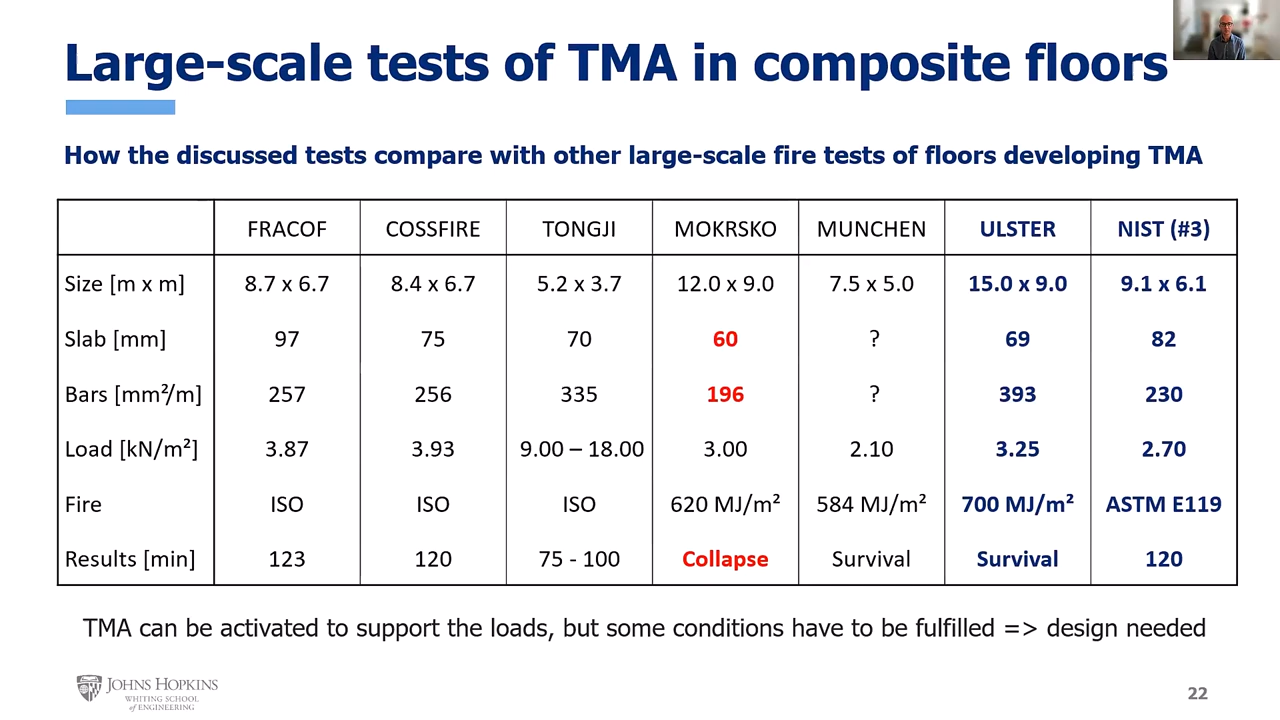 Large-scale tests of TMA in composite floors
How the discussed tests compare with other large-scale fire tests of floors developing TMA
FRACOF COSSFIRE TONGJI MOKRSKO MUNCHEN ULSTER NIST (#3)
Size [m x m] 8.7 x 6.7 8.4 x 6.7 5.2 x 3.7 12.0 x 9.0 7.5 x 5.0 15.0 x 9.0 9.1 x 6.1
Slab [mm] 97 75 70 60 ? 69 82
Bars [mm²/m] 257 256 335 196 ? 393 230
Load [kN/m²] 3.87 3.93 9.00 – 18.00 3.00 2.10 3.25 2.70
Fire ISO ISO ISO 620 MJ/m² 584 MJ/m² 700 MJ/m² ASTM E119
Results [min] 123 120 75 - 100 Collapse Survival Survival 120
TMA can be activated to support the loads, but some conditions have to be fulfilled => design needed
JOHNS HOPKINS
WHITING SCHOOL
of ENGINEERING
22